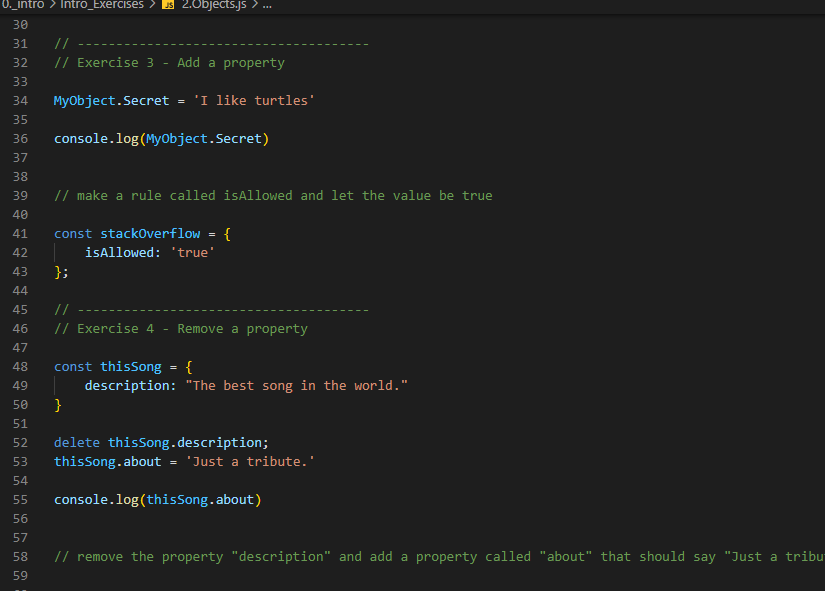 0._intro > Intro_Exercises > JS 2.Objects.js > ...
30
31 // --------------------------------------
32 // Exercise 3 - Add a property
33
34 MyObject.Secret = 'I like turtles'
35
36 console.log(MyObject.Secret)
37
38
39 // make a rule called isAllowed and let the value be true
40
41 const stackOverflow = {
42     isAllowed: 'true'
43 };
44
45 // --------------------------------------
46 // Exercise 4 - Remove a property
47
48 const thisSong = {
49     description: "The best song in the world."
50 }
51
52 delete thisSong.description;
53 thisSong.about = 'Just a tribute.'
54
55 console.log(thisSong.about)
56
57
58 // remove the property "description" and add a property called "about" that should say "Just a tribu
59